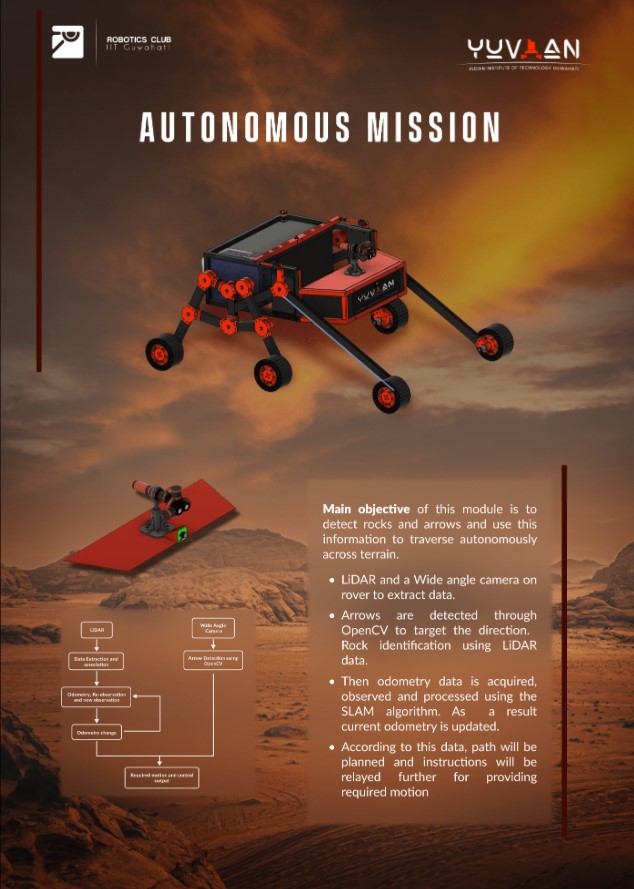 ROBOTICS CLUB
IIT Guwahati
YUVAAN
INDIAN INSTITUTE OF TECHNOLOGY GUWAHATI
AUTONOMOUS MISSION
YUVAAN
Main objective of this module is to
detect rocks and arrows and use this
information to traverse autonomously
across terrain.
• LiDAR and a Wide angle camera on
rover to extract data.
• Arrows are detected through
OpenCV to target the direction.
Rock identification using LiDAR
data.
• Then odometry data is acquired,
observed and processed using the
SLAM algorithm. As a result
current odometry is updated.
• According to this data, path will be
planned and instructions will be
relayed further for providing
required motion
LiDAR
Wide Angle
Camera
Data Extraction and
association
Arrow Detection using
OpenCV
Odometry, Re-observation
and new observation
Odometry change
Required motion and control
output